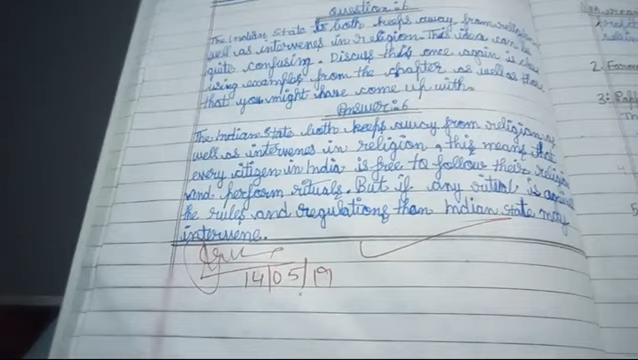 Question :- 6
The Indian State is both keeps away from religion
well as intervenes in religion. This idea can be
quite confusing. Discuss this once again in class
using examples from the chapter as well as those
that you might have come up with.
Answer :- 6
The Indian State both keeps away from religion as
well as intervenes in religion, this means that
every citizen in India is free to follow their religion
and perform rituals. But if any ritual is against
the rules and regulations than Indian State may
intervene.
14/05/19
2.
3: